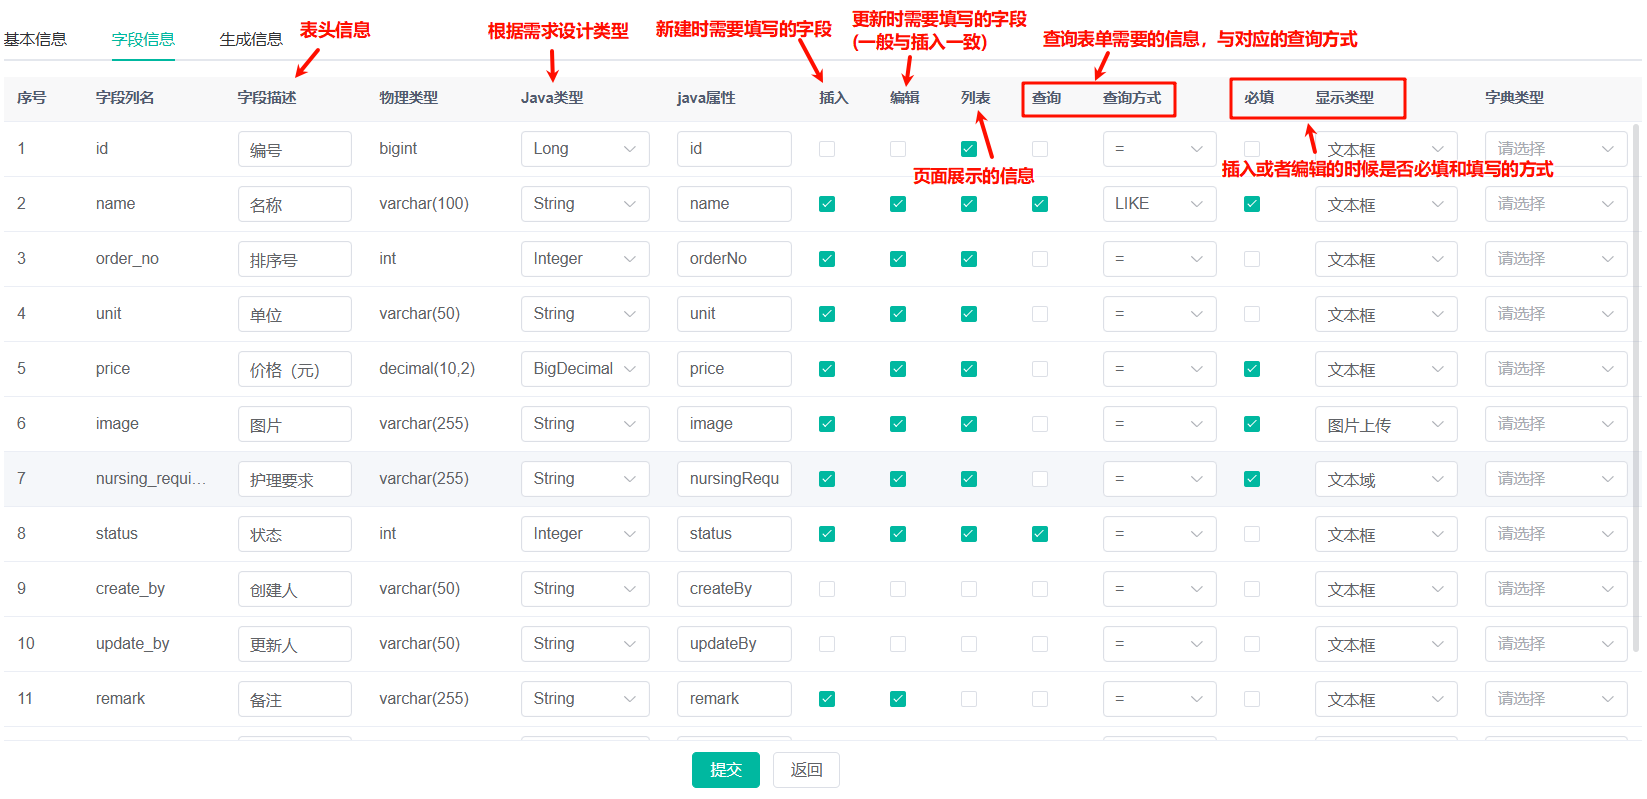 基本信息 字段信息 生成信息
表头信息
根据需求设计类型
新建时需要填写的字段
更新时需要填写的字段
(一般与插入一致)
查询表单需要的信息，与对应的查询方式
序号 字段列名 字段描述 物理类型 Java类型 java属性 插入 编辑 列表 查询 查询方式 必填 显示类型 字典类型
1 id 编号 bigint Long id = 文本框 请选择
页面展示的信息
插入或者编辑的时候是否必填和填写的方式
2 name 名称 varchar(100) String name LIKE 文本框 请选择
3 order_no 排序号 int Integer orderNo = 文本框 请选择
4 unit 单位 varchar(50) String unit = 文本框 请选择
5 price 价格（元） decimal(10,2) BigDecimal price = 文本框 请选择
6 image 图片 varchar(255) String image = 图片上传 请选择
7 nursing_requi... 护理要求 varchar(255) String nursingRequ = 文本域 请选择
8 status 状态 int Integer status = 文本框 请选择
9 create_by 创建人 varchar(50) String createBy = 文本框 请选择
10 update_by 更新人 varchar(50) String updateBy = 文本框 请选择
11 remark 备注 varchar(255) String remark = 文本框 请选择
提交 返回